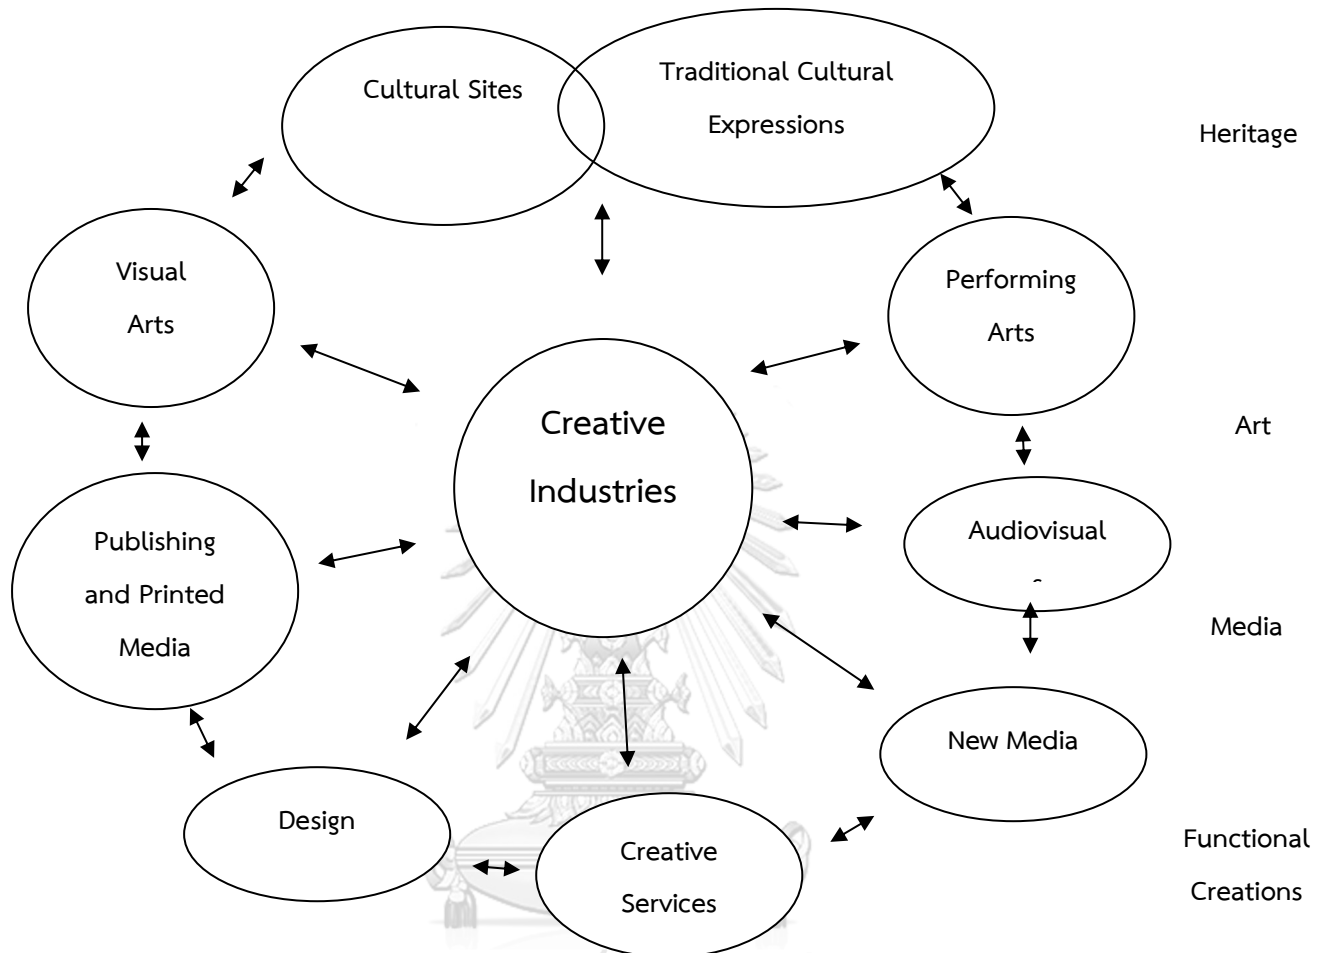 Cultural Sites
Traditional Cultural
Expressions
Heritage
Visual
Arts
Performing
Arts
Creative
Industries
Art
Publishing
and Printed
Media
Audiovisual
Media
New Media
Design
Creative
Services
Functional
Creations